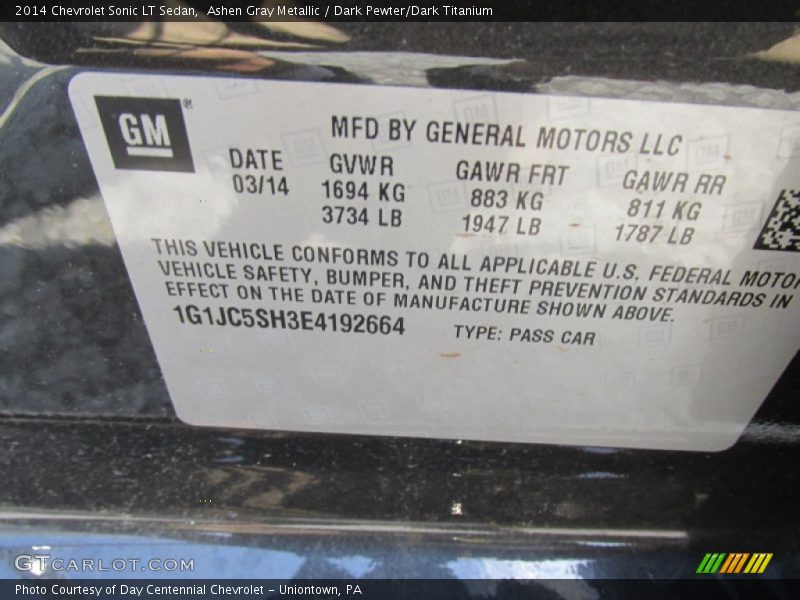 2014 Chevrolet Sonic LT Sedan,  Ashen Gray Metallic / Dark Pewter/Dark Titanium
GM ®
MFD BY GENERAL MOTORS LLC
DATE GVWR GAWR FRT GAWR RR
03/14 1694 KG 883 KG 811 KG
3734 LB 1947 LB 1787 LB
THIS VEHICLE CONFORMS TO ALL APPLICABLE U.S. FEDERAL MOTOR
VEHICLE SAFETY, BUMPER, AND THEFT PREVENTION STANDARDS IN
EFFECT ON THE DATE OF MANUFACTURE SHOWN ABOVE.
1G1JC5SH3E4192664 TYPE: PASS CAR
GTCARLOT.COM
Photo Courtesy of Day Centennial Chevrolet - Uniontown, PA